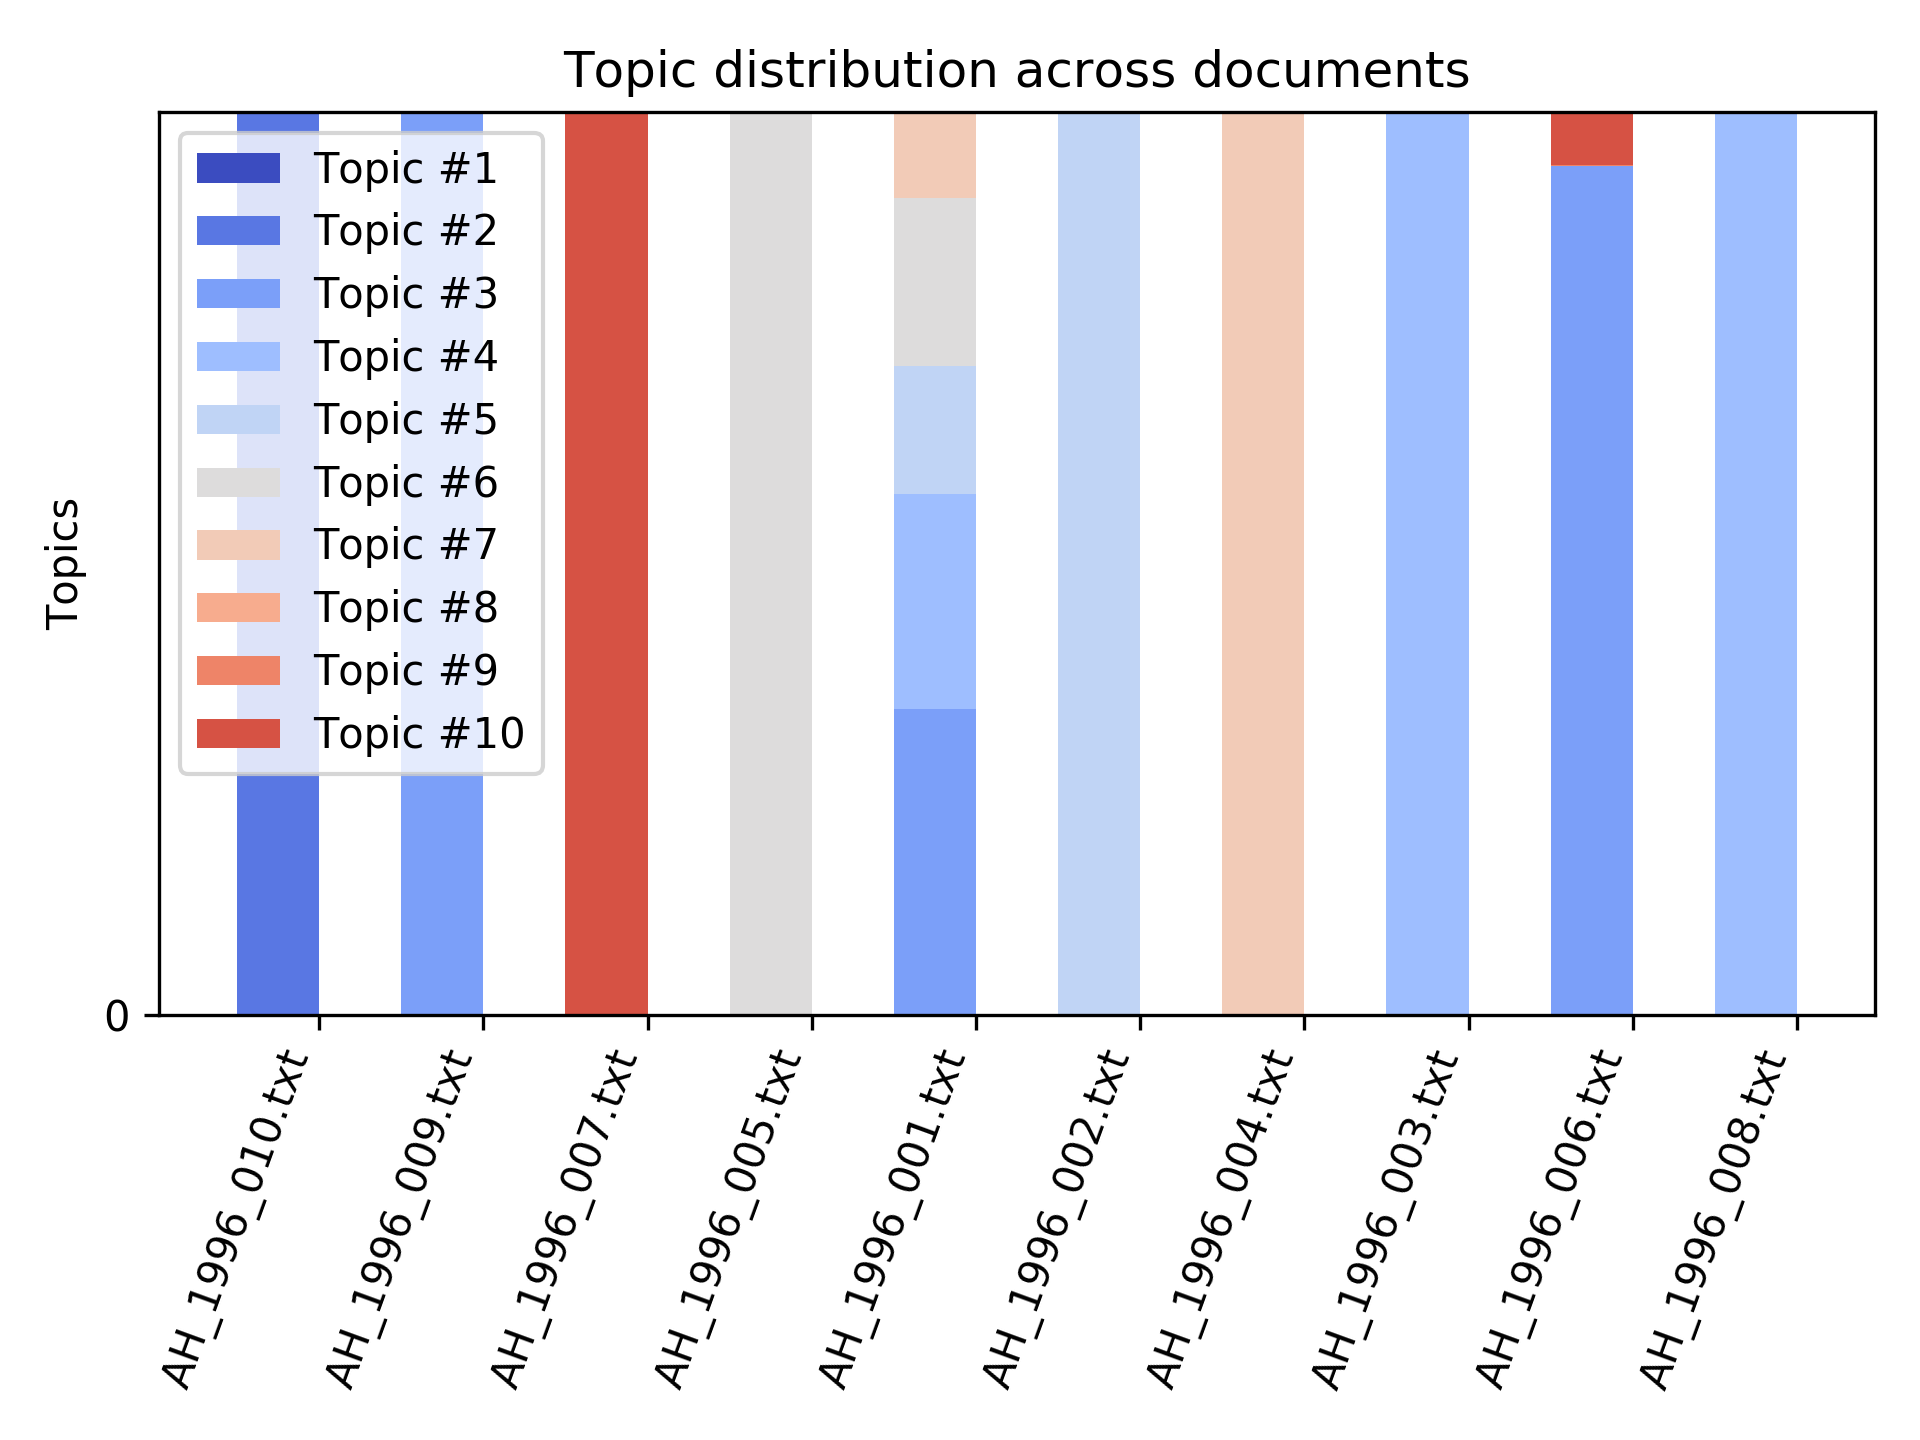 Topic distribution across documents
Topic #1
Topic #2
Topic #3
Topic #4
Topic #5
Topic #6
Topic #7
Topic #8
Topic #9
Topic #10
Topics
0
AH_1996_010.txt
AH_1996_009.txt
AH_1996_007.txt
AH_1996_005.txt
AH_1996_001.txt
AH_1996_002.txt
AH_1996_004.txt
AH_1996_003.txt
AH_1996_006.txt
AH_1996_008.txt